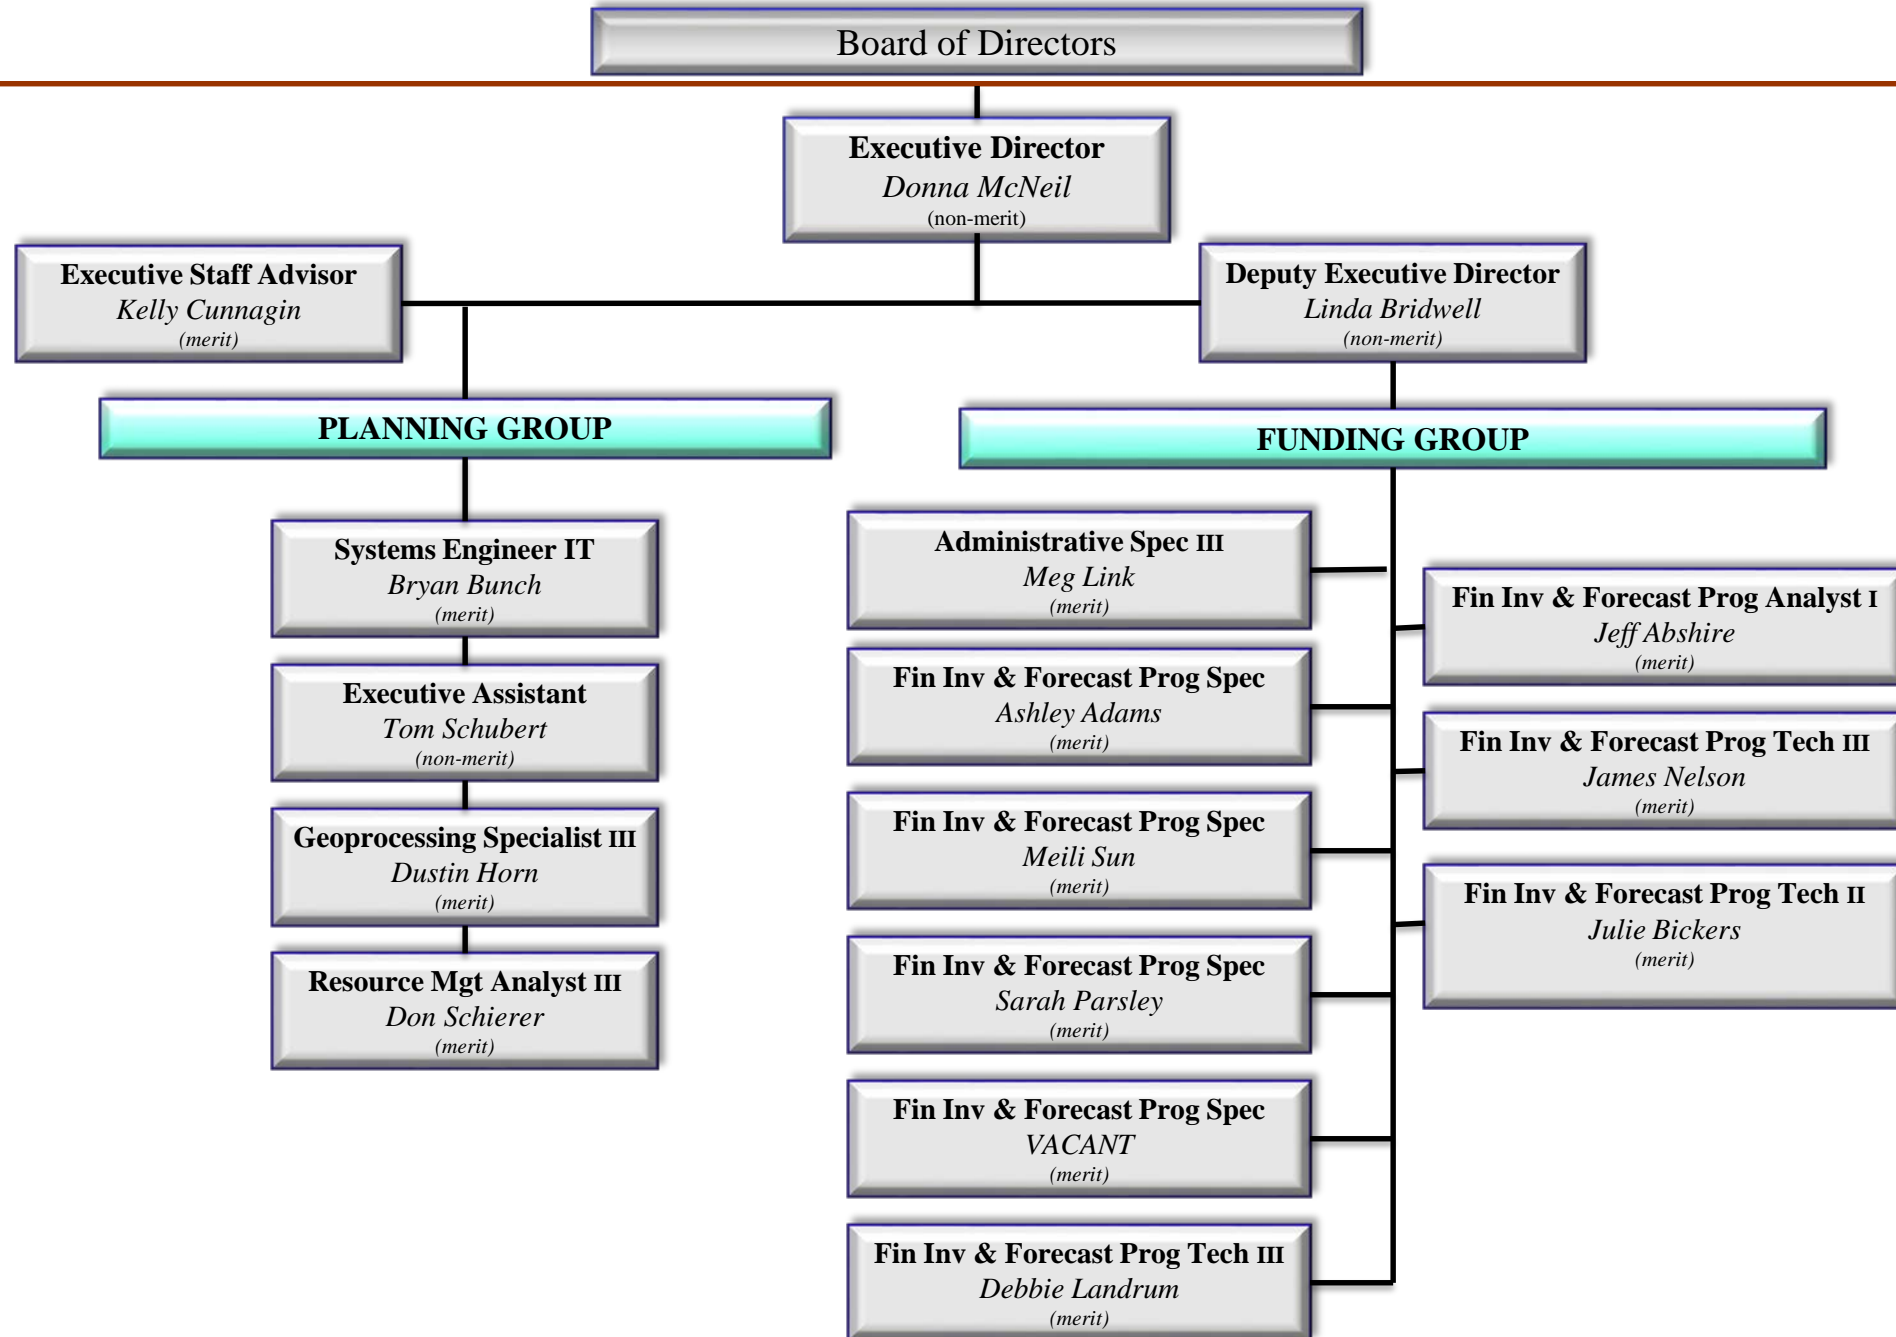 Board of Directors
Executive Director
Donna McNeil
(non-merit)
Executive Staff Advisor
Kelly Cunnagin
(merit)
Deputy Executive Director
Linda Bridwell
(non-merit)
PLANNING GROUP
Systems Engineer IT
Bryan Bunch
(merit)
Executive Assistant
Tom Schubert
(non-merit)
Geoprocessing Specialist III
Dustin Horn
(merit)
Resource Mgt Analyst III
Don Schierer
(merit)
FUNDING GROUP
Administrative Spec III
Meg Link
(merit)
Fin Inv & Forecast Prog Spec
Ashley Adams
(merit)
Fin Inv & Forecast Prog Spec
Meili Sun
(merit)
Fin Inv & Forecast Prog Spec
Sarah Parsley
(merit)
Fin Inv & Forecast Prog Spec
VACANT
(merit)
Fin Inv & Forecast Prog Tech III
Debbie Landrum
(merit)
Fin Inv & Forecast Prog Analyst I
Jeff Abshire
(merit)
Fin Inv & Forecast Prog Tech III
James Nelson
(merit)
Fin Inv & Forecast Prog Tech II
Julie Bickers
(merit)